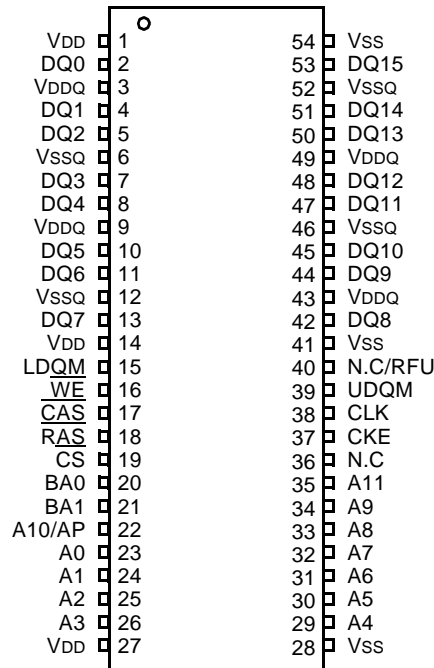 VDD 1 54 VSS
DQ0 2 53 DQ15
VDDQ 3 52 VSSQ
DQ1 4 51 DQ14
DQ2 5 50 DQ13
VSSQ 6 49 VDDQ
DQ3 7 48 DQ12
DQ4 8 47 DQ11
VDDQ 9 46 VSSQ
DQ5 10 45 DQ10
DQ6 11 44 DQ9
VSSQ 12 43 VDDQ
DQ7 13 42 DQ8
VDD 14 41 VSS
LDQM 15 40 N.C/RFU
WE 16 39 UDQM
CAS 17 38 CLK
RAS 18 37 CKE
CS 19 36 N.C
BA0 20 35 A11
BA1 21 34 A9
A10/AP 22 33 A8
A0 23 32 A7
A1 24 31 A6
A2 25 30 A5
A3 26 29 A4
VDD 27 28 VSS